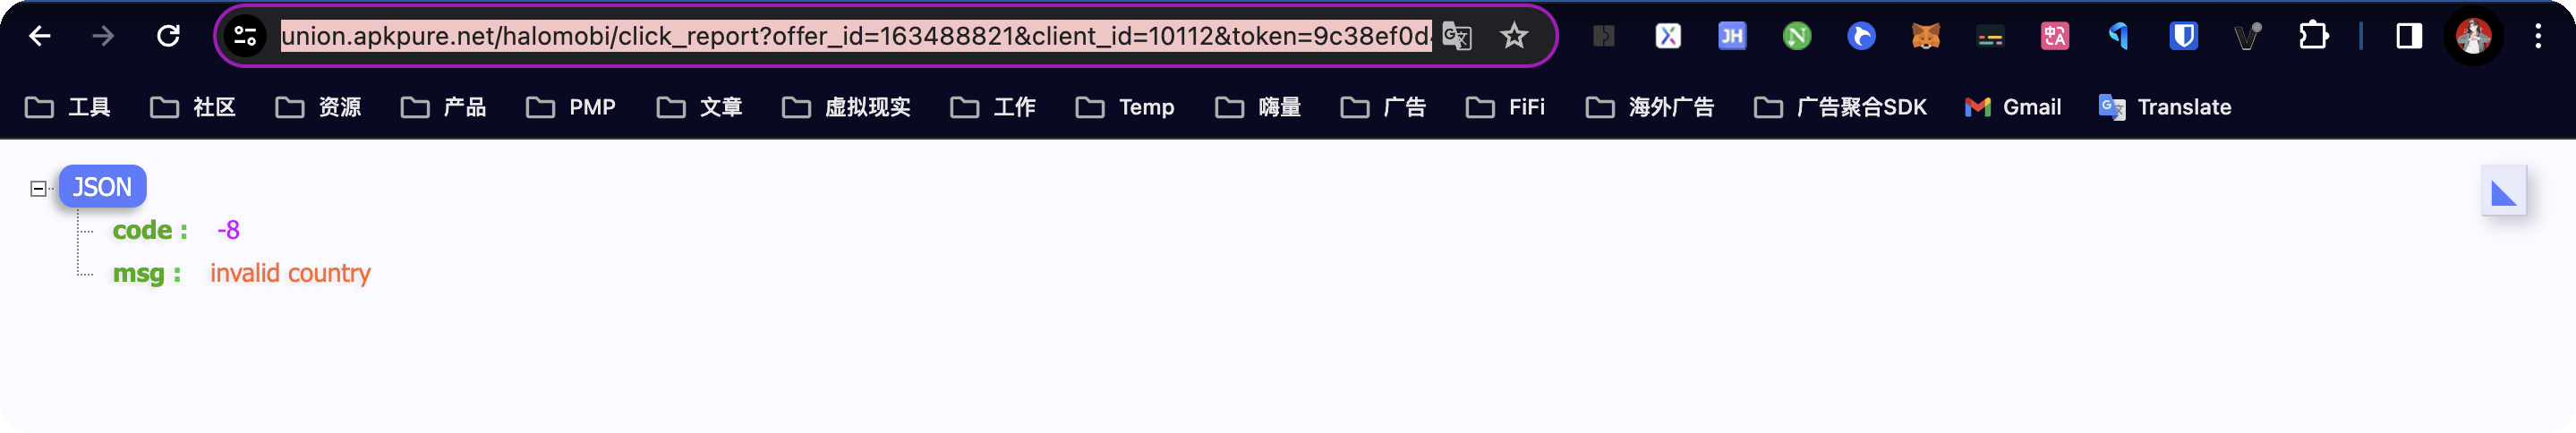 union.apkpure.net/halomobi/click_report?offer_id=163488821&client_id=10112&token=9c38ef0d
JH
N
中A
工具 社区 资源 产品 PMP 文章 虚拟现实 工作 Temp 嗨量 广告 FiFi 海外广告 广告聚合SDK Gmail Translate
JSON
code : -8
msg : invalid country